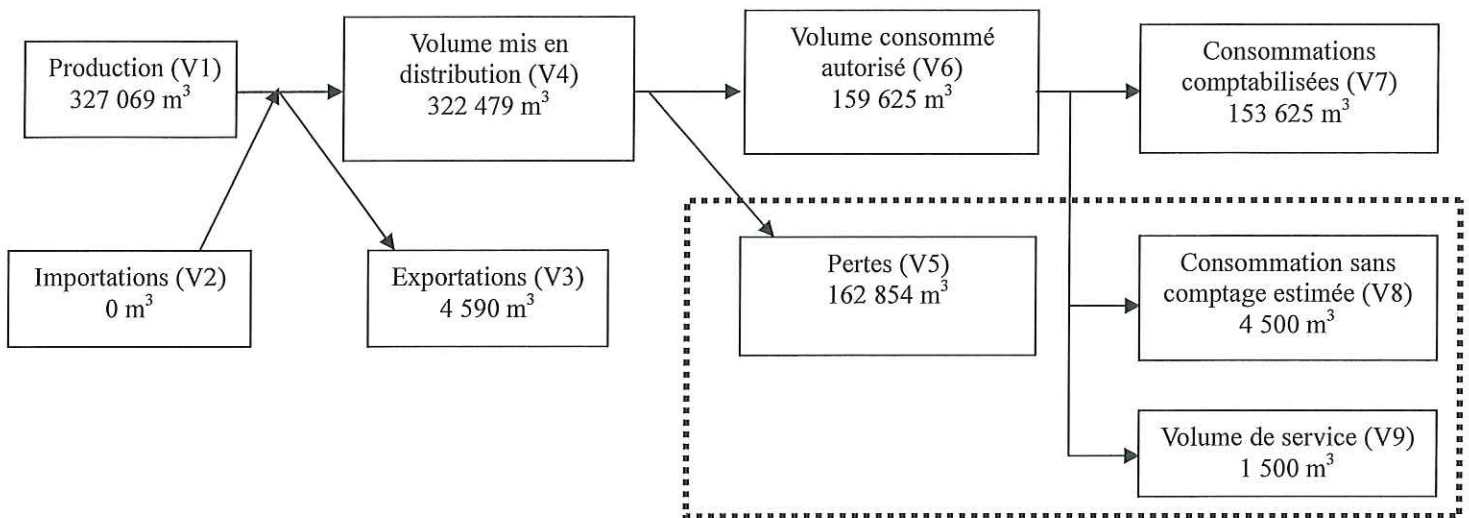 Production (V1)
327 069 m³
Volume mis en
distribution (V4)
322 479 m³
Volume consommé
autorisé (V6)
159 625 m³
Consommations
comptabilisées (V7)
153 625 m³
Importations (V2)
0 m³
Exportations (V3)
4 590 m³
Pertes (V5)
162 854 m³
Consommation sans
comptage estimée (V8)
4 500 m³
Volume de service (V9)
1 500 m³